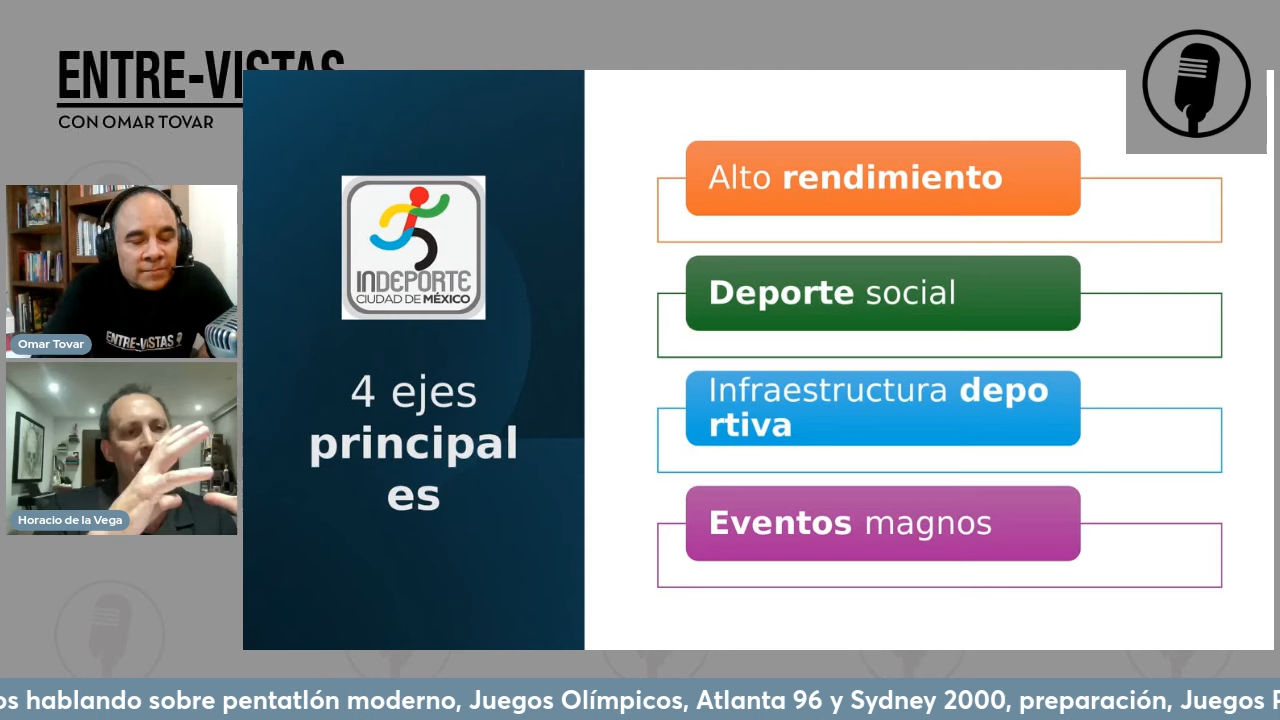 ENTRE-VISTAS
CON OMAR TOVAR
ENTRE-VISTAS
Omar Tovar
Horacio de la Vega
INDEPORTE
CIUDAD DE MÉXICO
4 ejes
principal
es
Alto rendimiento
Deporte social
Infraestructura depo
rtiva
Eventos magnos
os hablando sobre pentatlón moderno, Juegos Olímpicos, Atlanta 96 y Sydney 2000, preparación, Juegos P